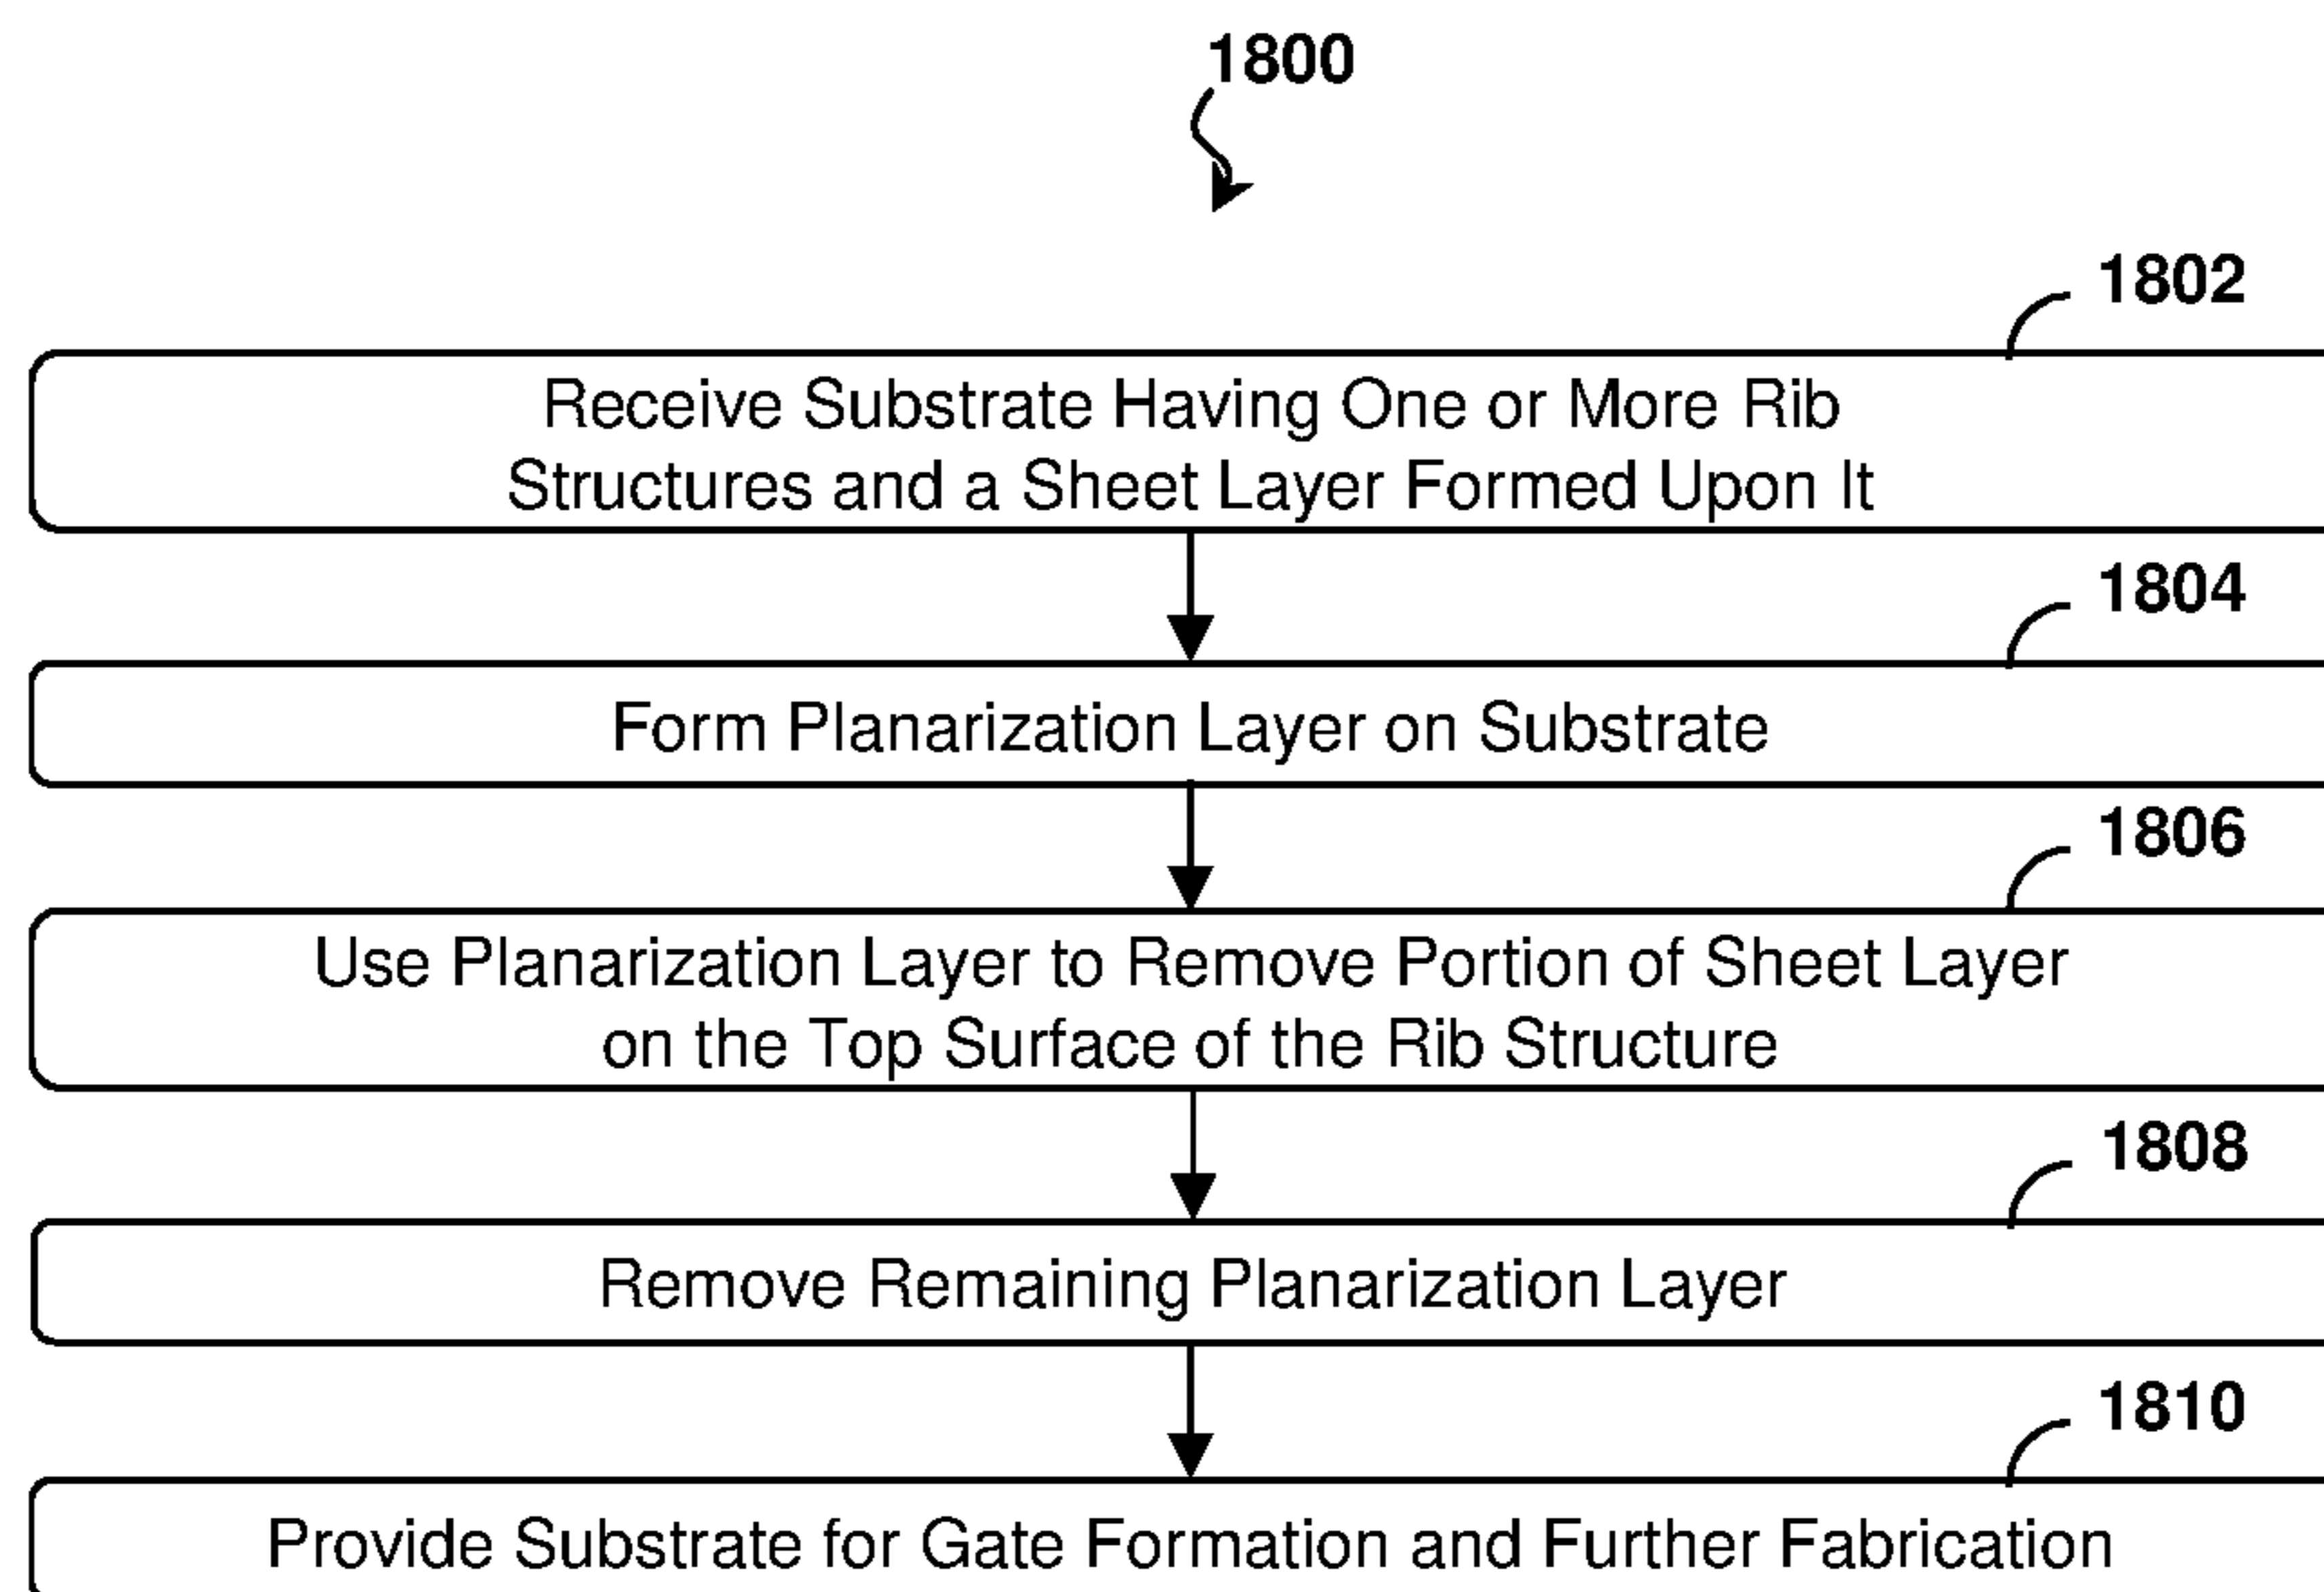 1800
1802
Receive Substrate Having One or More Rib
Structures and a Sheet Layer Formed Upon It
1804
Form Planarization Layer on Substrate
1806
Use Planarization Layer to Remove Portion of Sheet Layer
on the Top Surface of the Rib Structure
1808
Remove Remaining Planarization Layer
1810
Provide Substrate for Gate Formation and Further Fabrication